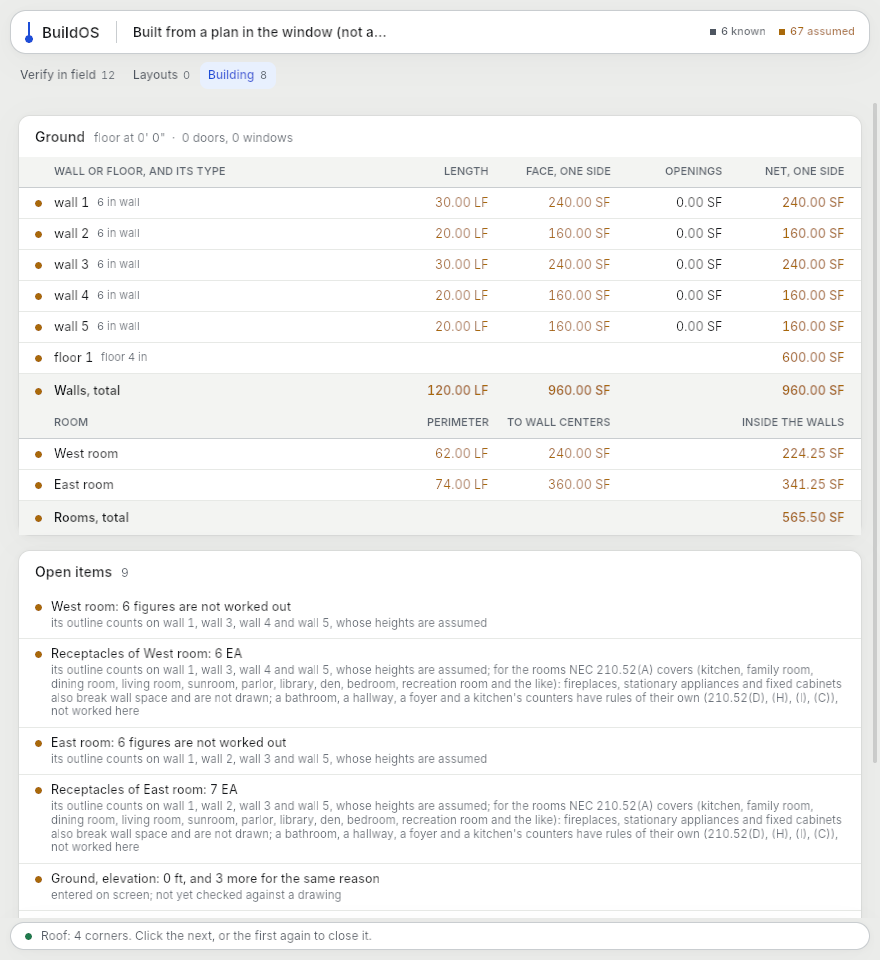 BuildOS
Built from a plan in the window (not a...
6 known
67 assumed
Verify in field 12
Layouts 0
Building 8
Ground floor at 0' 0" · 0 doors, 0 windows
WALL OR FLOOR, AND ITS TYPE LENGTH FACE, ONE SIDE OPENINGS NET, ONE SIDE
wall 1 6 in wall 30.00 LF 240.00 SF 0.00 SF 240.00 SF
wall 2 6 in wall 20.00 LF 160.00 SF 0.00 SF 160.00 SF
wall 3 6 in wall 30.00 LF 240.00 SF 0.00 SF 240.00 SF
wall 4 6 in wall 20.00 LF 160.00 SF 0.00 SF 160.00 SF
wall 5 6 in wall 20.00 LF 160.00 SF 0.00 SF 160.00 SF
floor 1 floor 4 in 600.00 SF
Walls, total 120.00 LF 960.00 SF 960.00 SF
ROOM PERIMETER TO WALL CENTERS INSIDE THE WALLS
West room 62.00 LF 240.00 SF 224.25 SF
East room 74.00 LF 360.00 SF 341.25 SF
Rooms, total 565.50 SF
Open items 9
West room: 6 figures are not worked out
its outline counts on wall 1, wall 3, wall 4 and wall 5, whose heights are assumed
Receptacles of West room: 6 EA
its outline counts on wall 1, wall 3, wall 4 and wall 5, whose heights are assumed; for the rooms NEC 210.52(A) covers (kitchen, family room,
dining room, living room, sunroom, parlor, library, den, bedroom, recreation room and the like): fireplaces, stationary appliances and fixed cabinets
also break wall space and are not drawn; a bathroom, a hallway, a foyer and a kitchen's counters have rules of their own (210.52(D), (H), (I), (C)),
not worked here
East room: 6 figures are not worked out
its outline counts on wall 1, wall 2, wall 3 and wall 5, whose heights are assumed
Receptacles of East room: 7 EA
its outline counts on wall 1, wall 2, wall 3 and wall 5, whose heights are assumed; for the rooms NEC 210.52(A) covers (kitchen, family room,
dining room, living room, sunroom, parlor, library, den, bedroom, recreation room and the like): fireplaces, stationary appliances and fixed cabinets
also break wall space and are not drawn; a bathroom, a hallway, a foyer and a kitchen's counters have rules of their own (210.52(D), (H), (I), (C)),
not worked here
Ground, elevation: 0 ft, and 3 more for the same reason
entered on screen; not yet checked against a drawing
Roof: 4 corners. Click the next, or the first again to close it.